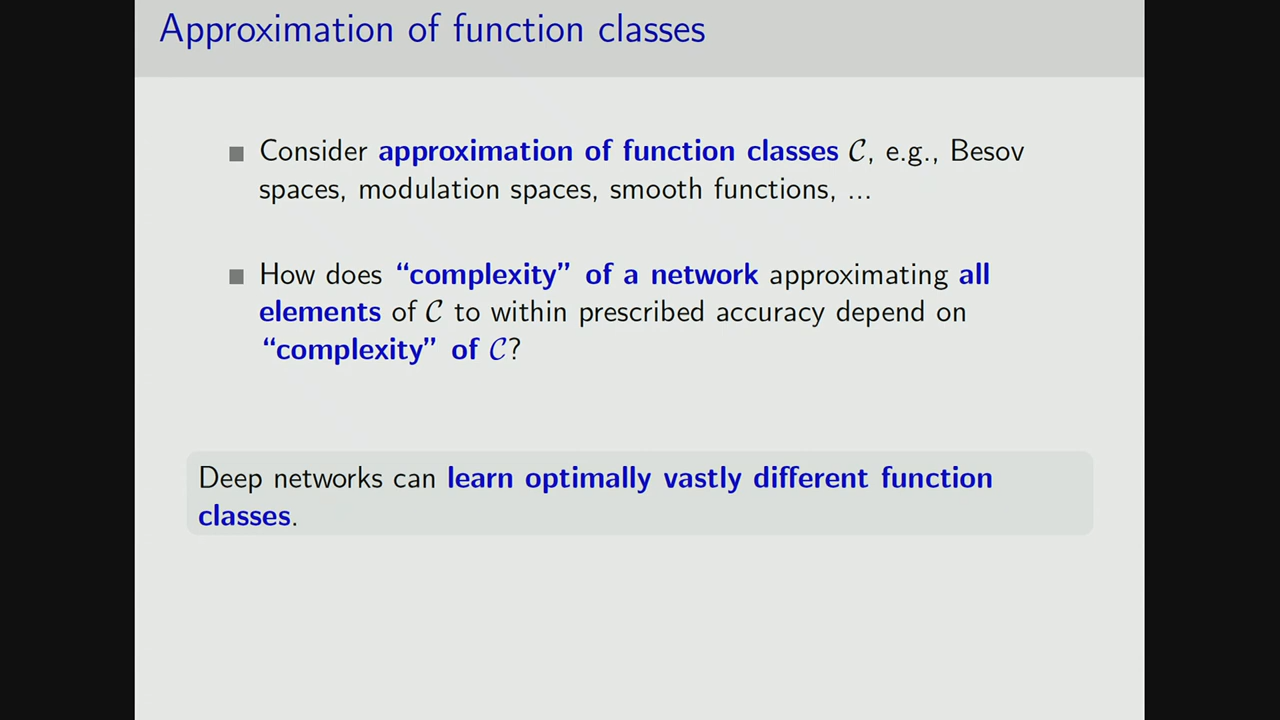 Approximation of function classes
Consider approximation of function classes 𝒞, e.g., Besov
spaces, modulation spaces, smooth functions, ...
How does “complexity” of a network approximating all
elements of 𝒞 to within prescribed accuracy depend on
“complexity” of 𝒞?
Deep networks can learn optimally vastly different function
classes.